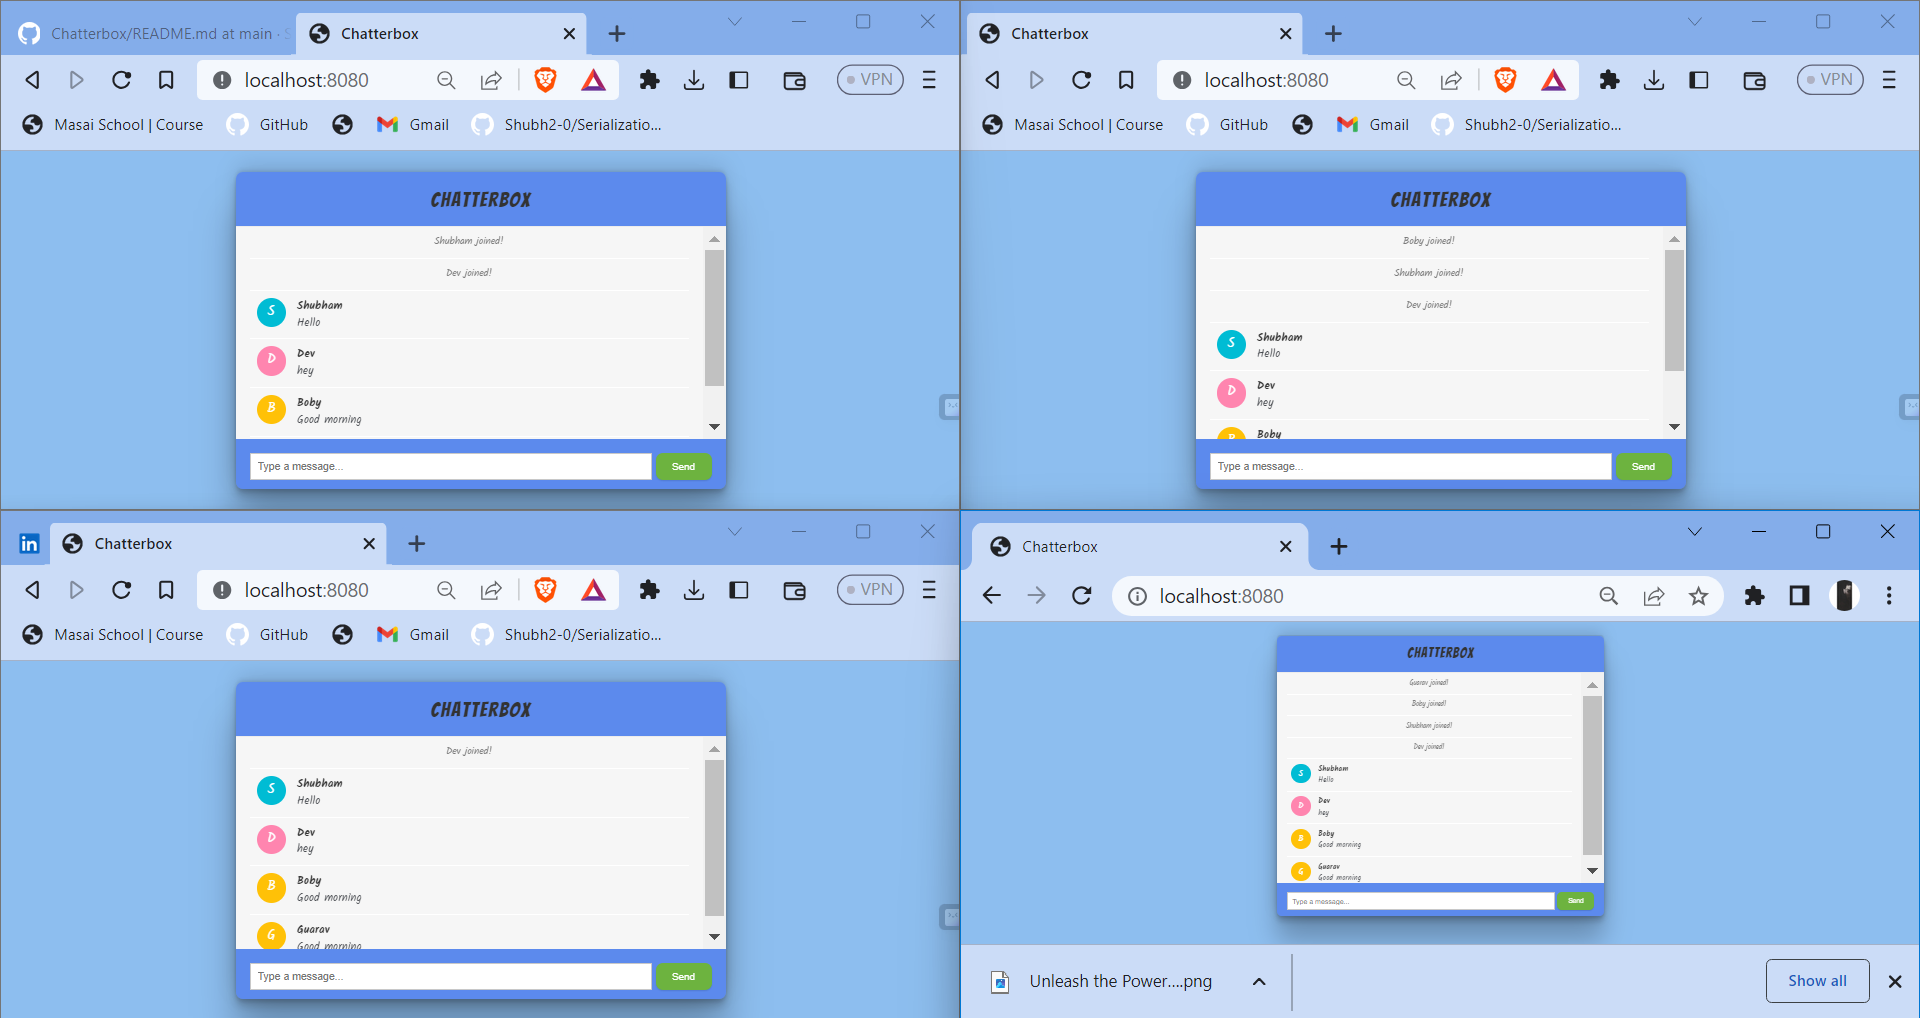 Chatterbox/README.md at main · S
Chatterbox
localhost:8080
VPN
Masai School | Course
GitHub
Gmail
Shubh2-0/Serializatio...
CHATTERBOX
Shubham joined!
Dev joined!
S
Shubham
Hello
D
Dev
hey
B
Boby
Good morning
Type a message...
Send
Chatterbox
localhost:8080
VPN
Masai School | Course
GitHub
Gmail
Shubh2-0/Serializatio...
CHATTERBOX
Boby joined!
Shubham joined!
Dev joined!
S
Shubham
Hello
D
Dev
hey
B
Boby
Type a message...
Send
in
Chatterbox
localhost:8080
VPN
Masai School | Course
GitHub
Gmail
Shubh2-0/Serializatio...
CHATTERBOX
Dev joined!
S
Shubham
Hello
D
Dev
hey
B
Boby
Good morning
G
Guarav
Good morning
Type a message...
Send
Chatterbox
localhost:8080
CHATTERBOX
Guarav joined!
Boby joined!
Shubham joined!
Dev joined!
S
Shubham
Hello
D
Dev
hey
B
Boby
Good morning
G
Guarav
Good morning
Type a message...
Send
Unleash the Power....png
Show all